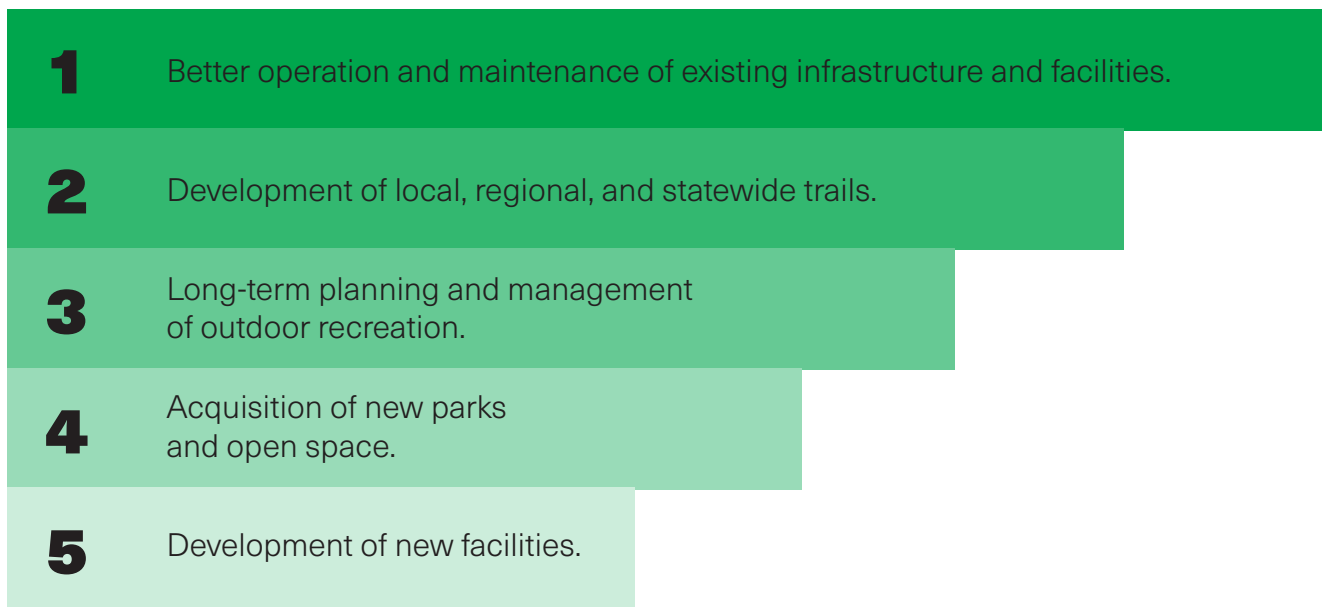 1 Better operation and maintenance of existing infrastructure and facilities.
2 Development of local, regional, and statewide trails.
3 Long-term planning and management
of outdoor recreation.
4 Acquisition of new parks
and open space.
5 Development of new facilities.